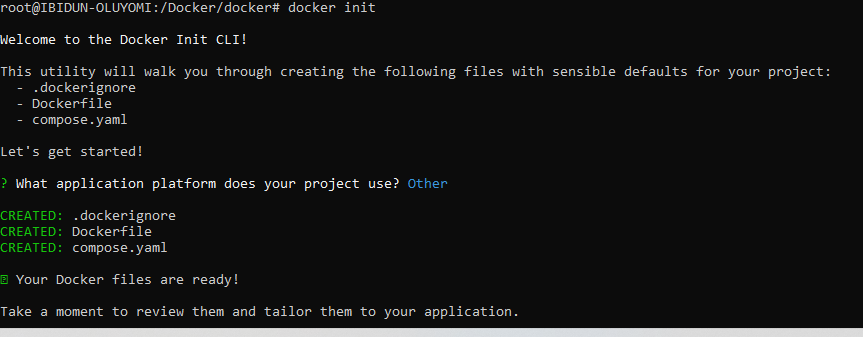 root@IBIDUN-OLUYOMI:/Docker/docker# docker init
Welcome to the Docker Init CLI!
This utility will walk you through creating the following files with sensible defaults for your project:
- .dockerignore
- Dockerfile
- compose.yaml
Let's get started!
? What application platform does your project use? Other
CREATED: .dockerignore
CREATED: Dockerfile
CREATED: compose.yaml
Your Docker files are ready!
Take a moment to review them and tailor them to your application.